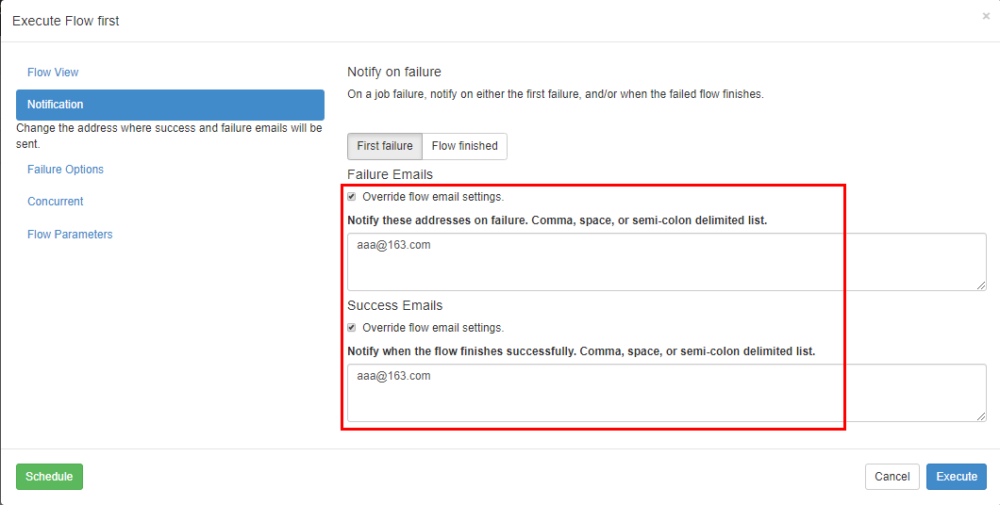 Execute Flow first
×
Flow View
Notification
Change the address where success and failure emails will be
sent.
Failure Options
Concurrent
Flow Parameters
Notify on failure
On a job failure, notify on either the first failure, and/or when the failed flow finishes.
First failure
Flow finished
Failure Emails
Override flow email settings.
Notify these addresses on failure. Comma, space, or semi-colon delimited list.
aaa@163.com
Success Emails
Override flow email settings.
Notify when the flow finishes successfully. Comma, space, or semi-colon delimited list.
aaa@163.com
Schedule
Cancel
Execute